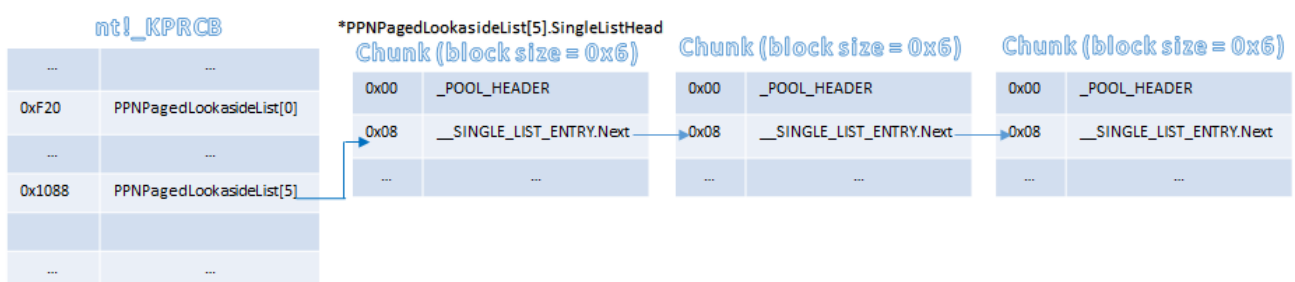 nt!_KPRCB
... ...
0xF20 PPNPagedLookasideList[0]
... ...
0x1088 PPNPagedLookasideList[5]
... ...
*PPNPagedLookasideList[5].SingleListHead
Chunk (block size = 0x6)
0x00 _POOL_HEADER
0x08 __SINGLE_LIST_ENTRY.Next
... ...
Chunk (block size = 0x6)
0x00 _POOL_HEADER
0x08 __SINGLE_LIST_ENTRY.Next
... ...
Chunk (block size = 0x6)
0x00 _POOL_HEADER
0x08 __SINGLE_LIST_ENTRY.Next
... ...